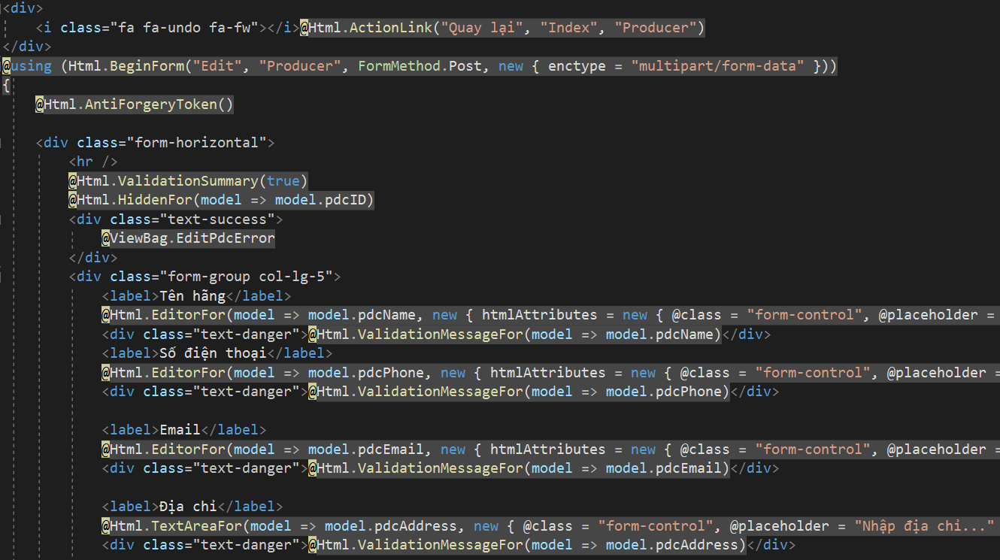 <div>
<i class="fa fa-undo fa-fw"></i>@Html.ActionLink("Quay lại", "Index", "Producer")
</div>
@using (Html.BeginForm("Edit", "Producer", FormMethod.Post, new { enctype = "multipart/form-data" }))
{
@Html.AntiForgeryToken()
<div class="form-horizontal">
<hr />
@Html.ValidationSummary(true)
@Html.HiddenFor(model => model.pdcID)
<div class="text-success">
@ViewBag.EditPdcError
</div>
<div class="form-group col-lg-5">
<label>Tên hãng</label>
@Html.EditorFor(model => model.pdcName, new { htmlAttributes = new { @class = "form-control", @placeholder =
<div class="text-danger">@Html.ValidationMessageFor(model => model.pdcName)</div>
<label>Số điện thoại</label>
@Html.EditorFor(model => model.pdcPhone, new { htmlAttributes = new { @class = "form-control", @placeholder =
<div class="text-danger">@Html.ValidationMessageFor(model => model.pdcPhone)</div>
<label>Email</label>
@Html.EditorFor(model => model.pdcEmail, new { htmlAttributes = new { @class = "form-control", @placeholder =
<div class="text-danger">@Html.ValidationMessageFor(model => model.pdcEmail)</div>
<label>Địa chỉ</label>
@Html.TextAreaFor(model => model.pdcAddress, new { @class = "form-control", @placeholder = "Nhập địa chỉ..."
<div class="text-danger">@Html.ValidationMessageFor(model => model.pdcAddress)</div>